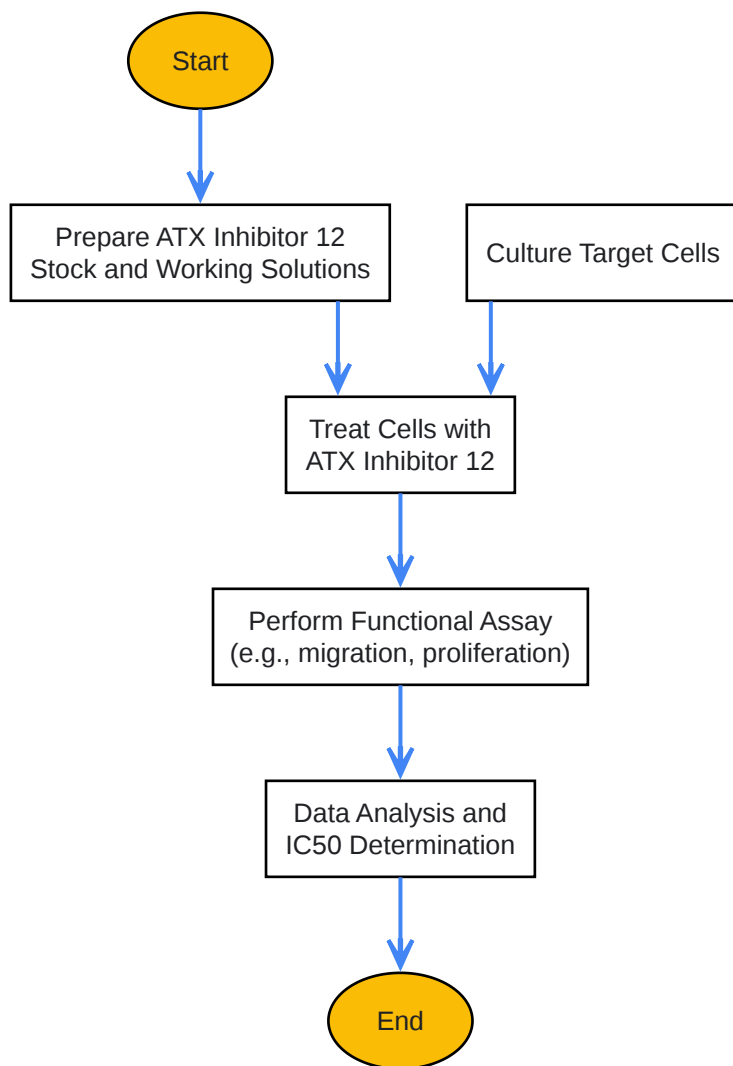 Start
Prepare ATX Inhibitor 12
Stock and Working Solutions
Culture Target Cells
Treat Cells with
ATX Inhibitor 12
Perform Functional Assay
(e.g., migration, proliferation)
Data Analysis and
IC50 Determination
End